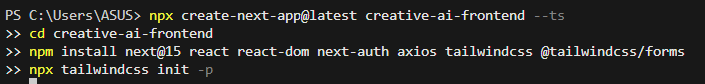 PS C:\Users\ASUS> npx create-next-app@latest creative-ai-frontend --ts
>> cd creative-ai-frontend
>> npm install next@15 react react-dom next-auth axios tailwindcss @tailwindcss/forms
>> npx tailwindcss init -p